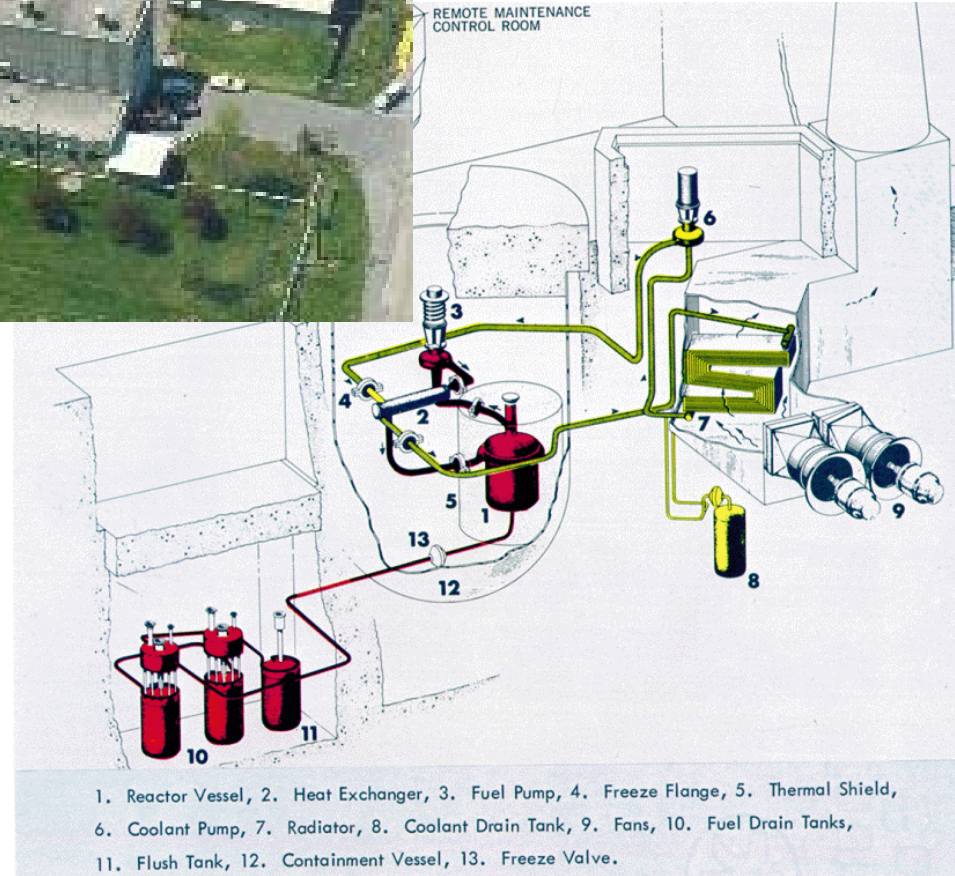 REMOTE MAINTENANCE
CONTROL ROOM
6
3
4
2
7
5
1
9
13
8
12
11
10
1. Reactor Vessel, 2. Heat Exchanger, 3. Fuel Pump, 4. Freeze Flange, 5. Thermal Shield,
6. Coolant Pump, 7. Radiator, 8. Coolant Drain Tank, 9. Fans, 10. Fuel Drain Tanks,
11. Flush Tank, 12. Containment Vessel, 13. Freeze Valve.